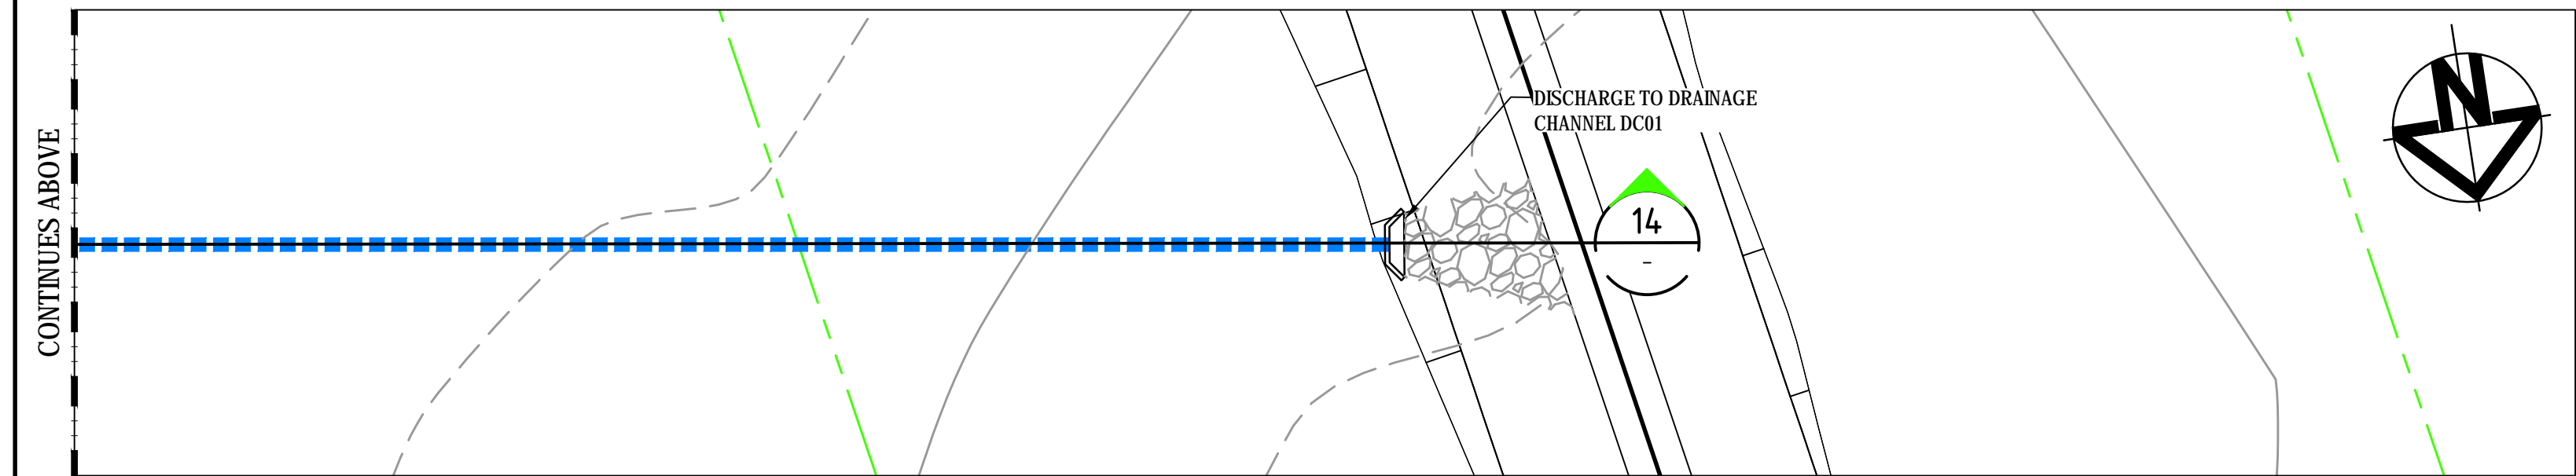 CONTINUES ABOVE
DISCHARGE TO DRAINAGE
CHANNEL DC01
14
-
N